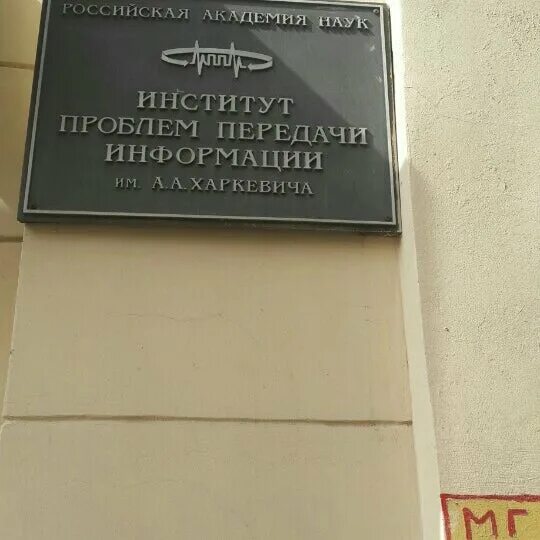 РОССИЙСКАЯ АКАДЕМИЯ НАУК
ИНСТИТУТ
ПРОБЛЕМ ПЕРЕДАЧИ
ИНФОРМАЦИИ
ИМ. А.А.ХАРКЕВИЧА
МГ